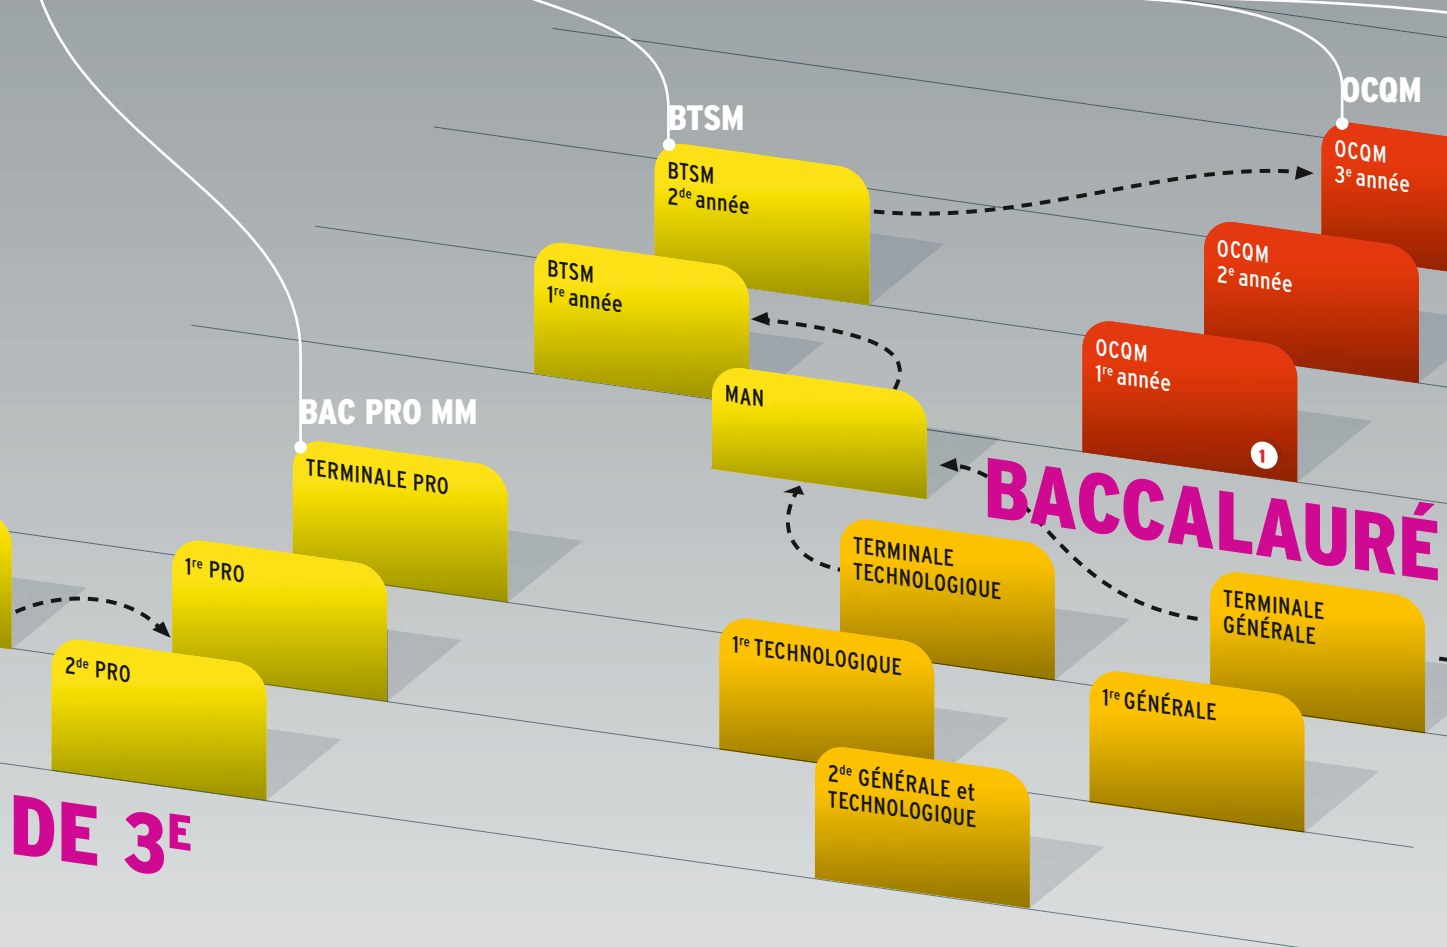 OCQM
BTSM
OCQM
3e année
BTSM
2de année
OCQM
2e année
BTSM
1re année
OCQM
1re année
1
MAN
BAC PRO MM
TERMINALE PRO
BACCALAURÉ
TERMINALE
TECHNOLOGIQUE
1re PRO
TERMINALE
GÉNÉRALE
1re TECHNOLOGIQUE
2de PRO
1re GÉNÉRALE
2de GÉNÉRALE et
TECHNOLOGIQUE
DE 3E